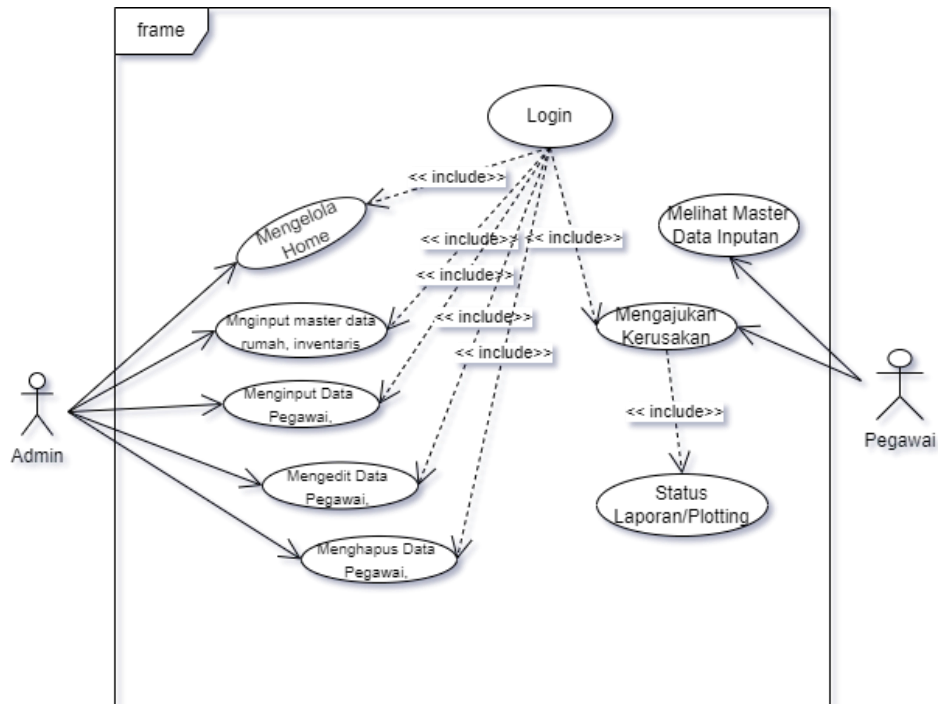 frame
Login
<< include>>
Mengelola
Home
Melihat Master
Data Inputan
<< include>>
<< include>>
<< include>>
Mnginput master data
rumah, inventaris
<< include>>
Mengajukan
Kerusakan
<< include>>
Menginput Data
Pegawai,
<< include>>
Admin
Pegawai
Mengedit Data
Pegawai,
Status
Laporan/Plotting
Menghapus Data
Pegawai,